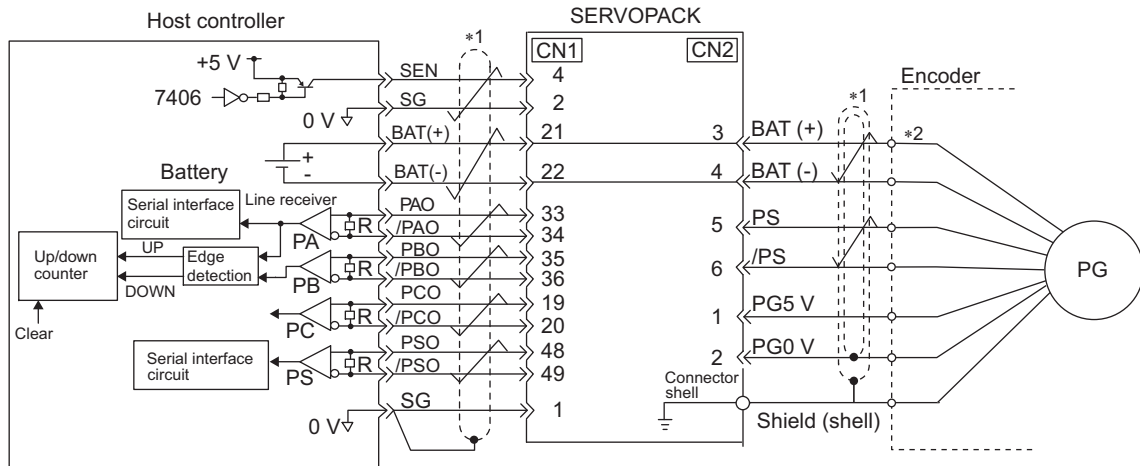 SERVOPACK
Host controller
*1
CN1
CN2
+5 V
SEN
4
Encoder
7406
SG
2
*1
0 V
BAT(+)
21
3
BAT (+)
*2
+
-
BAT(-)
22
4
BAT (-)
Battery
Serial interface
circuit
Line receiver
PAO
33
R
PA
/PAO
34
5
PS
Up/down
counter
UP
Edge
detection
PBO
35
R
PB
/PBO
36
6
/PS
PG
DOWN
PCO
19
Clear
PC
R
/PCO
20
1
PG5 V
Serial interface
circuit
PSO
48
2
PG0 V
PS
R
/PSO
49
Connector
shell
SG
1
0 V
Shield (shell)